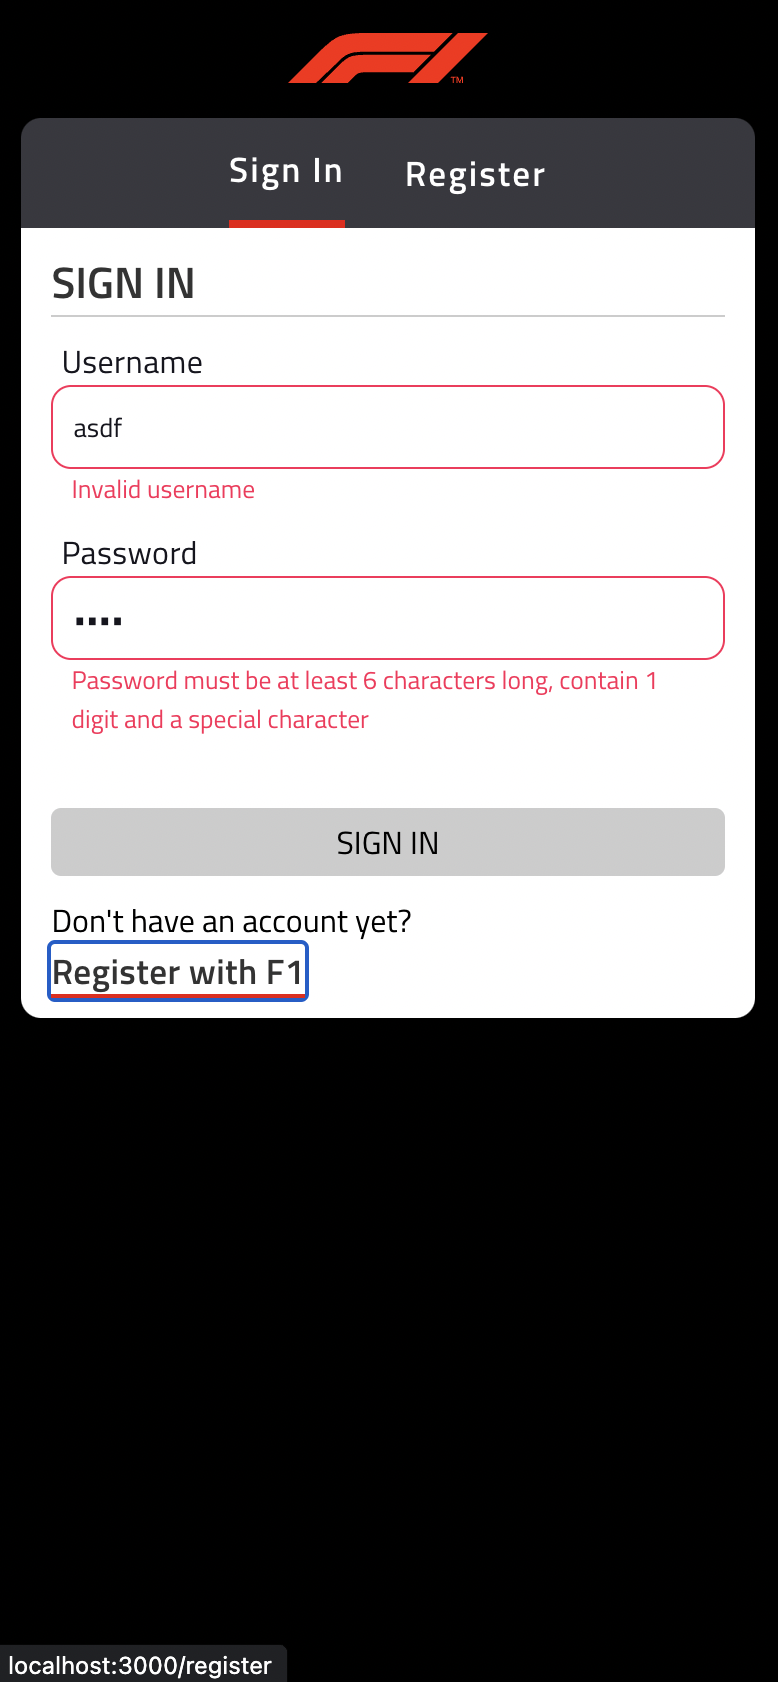 TM
Sign In
Register
SIGN IN
Username
asdf
Invalid username
Password
Password must be at least 6 characters long, contain 1
digit and a special character
SIGN IN
Don't have an account yet?
Register with F1
localhost:3000/register